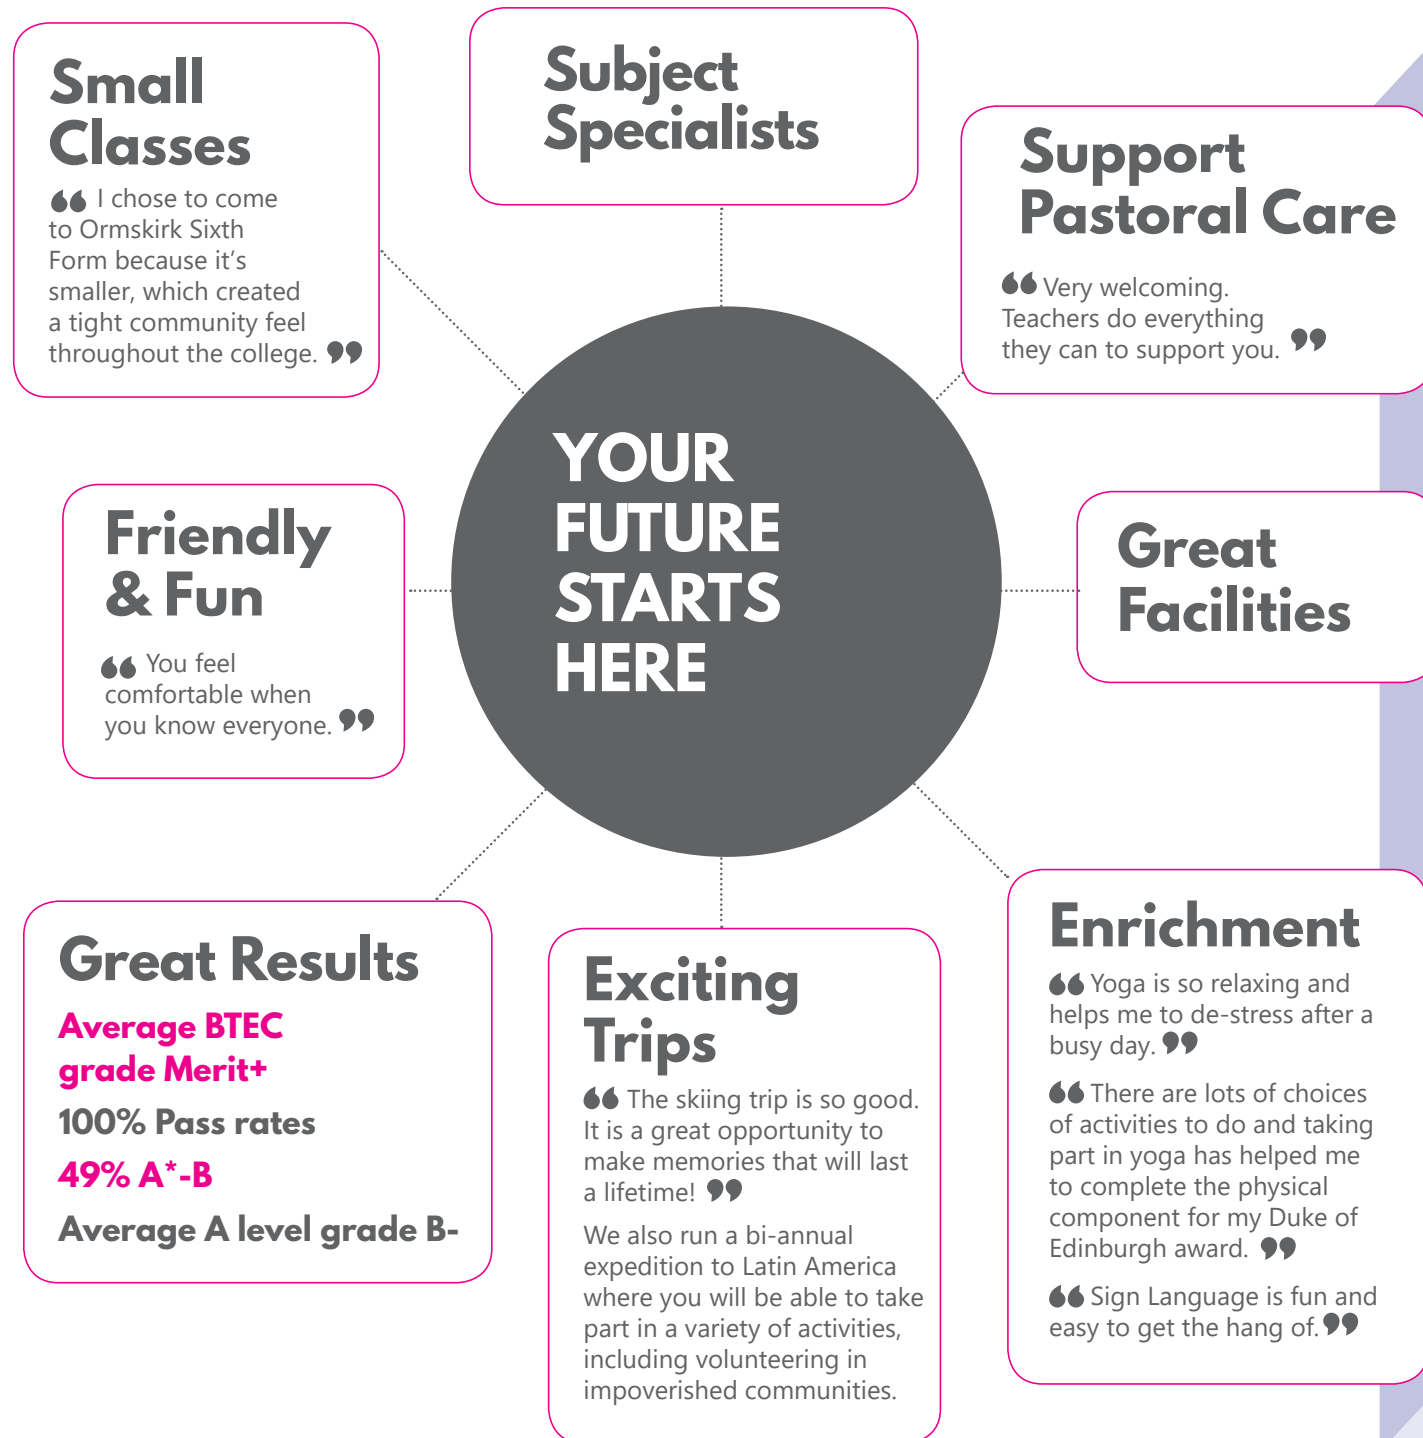 Small
Classes
❝ I chose to come
to Ormskirk Sixth
Form because it's
smaller, which created
a tight community feel
throughout the college. ❞
Subject
Specialists
Support
Pastoral Care
❝ Very welcoming.
Teachers do everything
they can to support you. ❞
YOUR
FUTURE
STARTS
HERE
Friendly
& Fun
❝ You feel
comfortable when
you know everyone. ❞
Great
Facilities
Great Results
Average BTEC
grade Merit+
100% Pass rates
49% A*-B
Average A level grade B-
Exciting
Trips
❝ The skiing trip is so good.
It is a great opportunity to
make memories that will last
a lifetime! ❞
We also run a bi-annual
expedition to Latin America
where you will be able to take
part in a variety of activities,
including volunteering in
impoverished communities.
Enrichment
❝ Yoga is so relaxing and
helps me to de-stress after a
busy day. ❞
❝ There are lots of choices
of activities to do and taking
part in yoga has helped me
to complete the physical
component for my Duke of
Edinburgh award. ❞
❝ Sign Language is fun and
easy to get the hang of. ❞